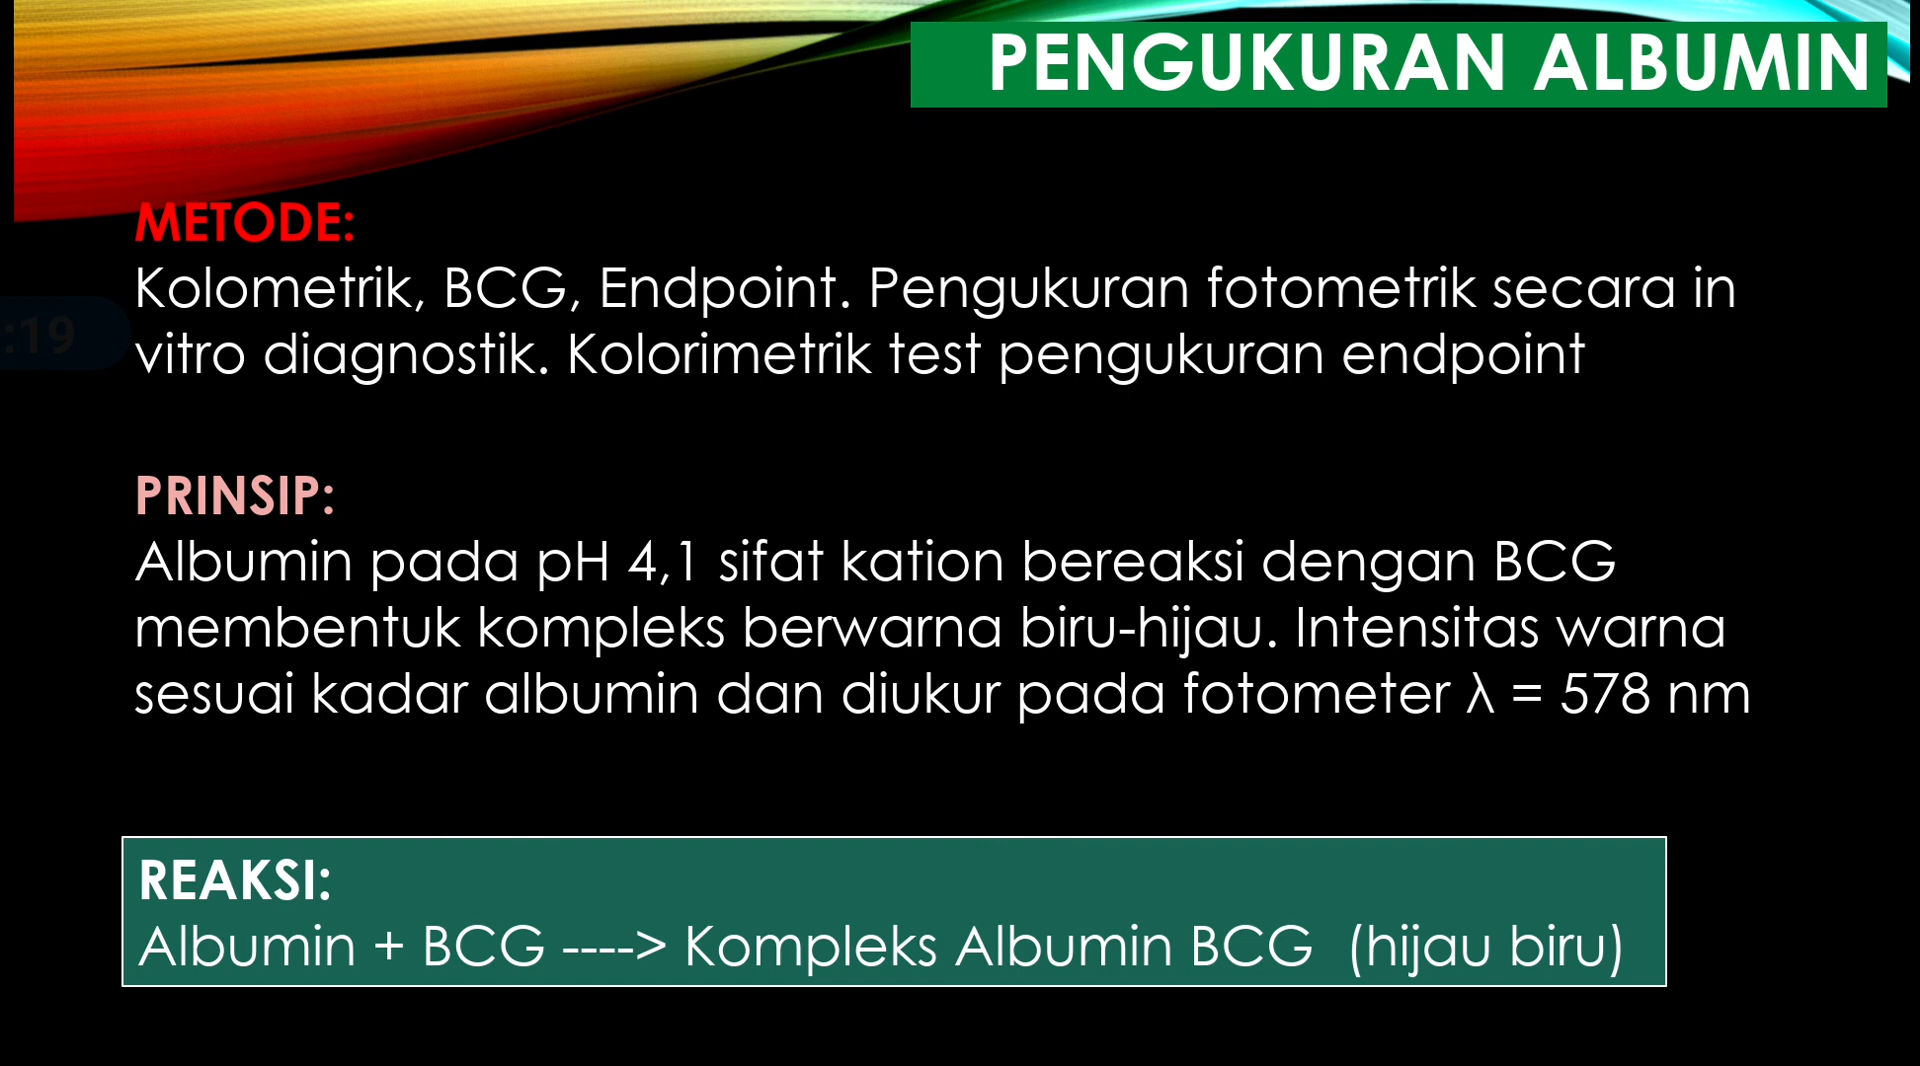 PENGUKURAN ALBUMIN
METODE:
Kolometrik, BCG, Endpoint. Pengukuran fotometrik secara in
:19
vitro diagnostik. Kolorimetrik test pengukuran endpoint
PRINSIP:
Albumin pada pH 4,1 sifat kation bereaksi dengan BCG
membentuk kompleks berwarna biru-hijau. Intensitas warna
sesuai kadar albumin dan diukur pada fotometer λ = 578 nm
REAKSI:
Albumin + BCG ----> Kompleks Albumin BCG  (hijau biru)